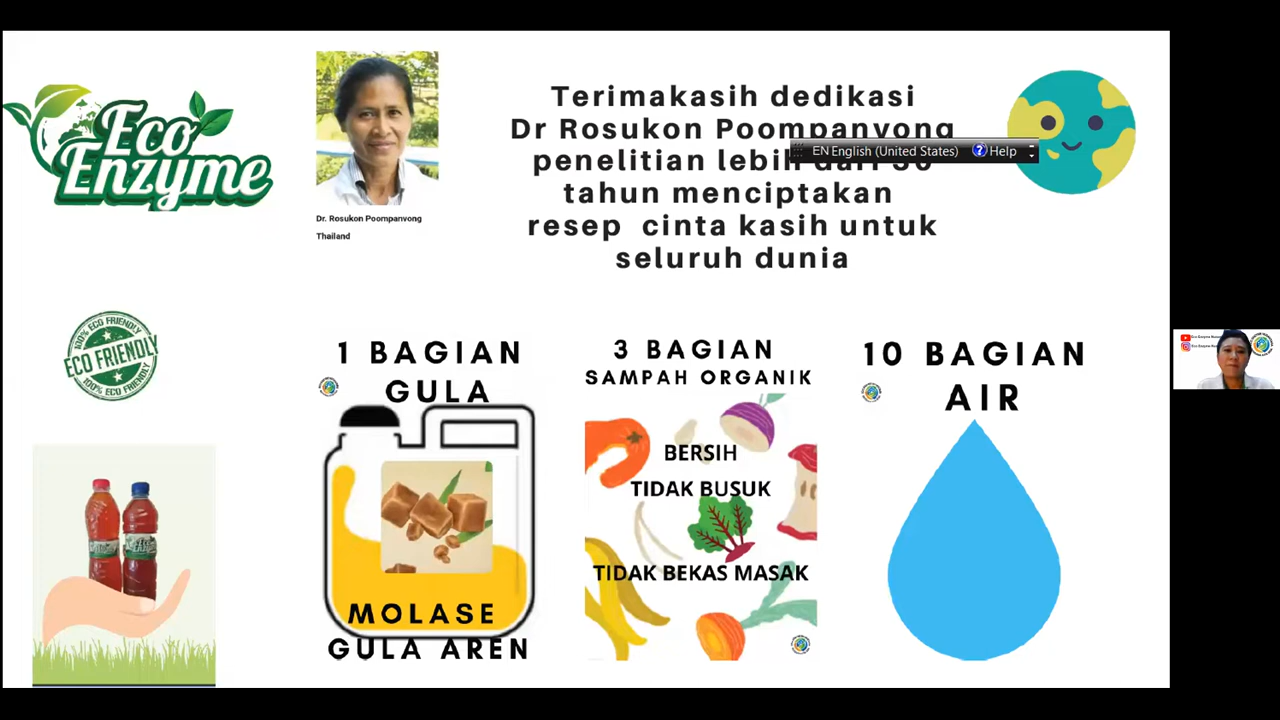 Eco
Enzyme
Dr. Rosukon Poompanvong
Thailand
Terimakasih dedikasi
Dr Rosukon Poompanvong
penelitian lebih dari 30
tahun menciptakan
resep cinta kasih untuk
seluruh dunia
EN English (United States) Help
100% ECO FRIENDLY
ECO FRIENDLY
100% ECO FRIENDLY
1 BAGIAN
GULA
MOLASE
GULA AREN
3 BAGIAN
SAMPAH ORGANIK
BERSIH
TIDAK BUSUK
TIDAK BEKAS MASAK
10 BAGIAN
AIR